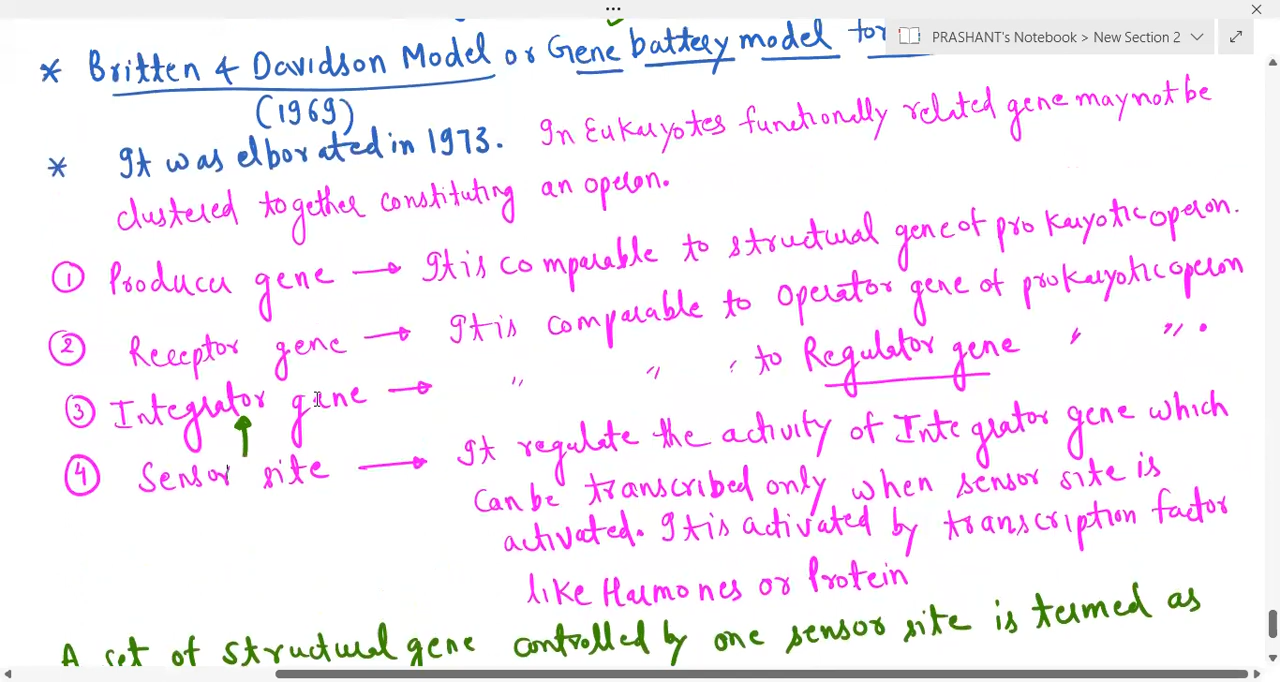 PRASHANT's Notebook > New Section 2
* Britten & Davidson Model or Gene battery model for
(1969)
* It was elborated in 1973. In Eukaryotes functionally related gene may not be
clustered together constituting an operon.
① Producer gene → It is comparable to structural gene of prokaryotic operon.
② Receptor gene → It is comparable to Operator gene of prokaryotic operon
③ Integrator gene → " " " to Regulator gene " " .
④ Sensor site → It regulate the activity of Integrator gene which
can be transcribed only when sensor site is
activated. It is activated by transcription factor
like Harmones or Protein
A set of structural gene controlled by one sensor site is termed as